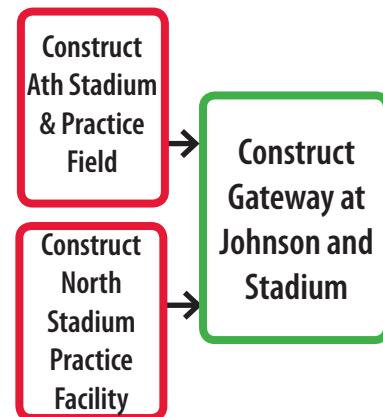 Construct
Ath Stadium
& Practice
Field
Construct
North
Stadium
Practice
Facility
Construct
Gateway at
Johnson and
Stadium